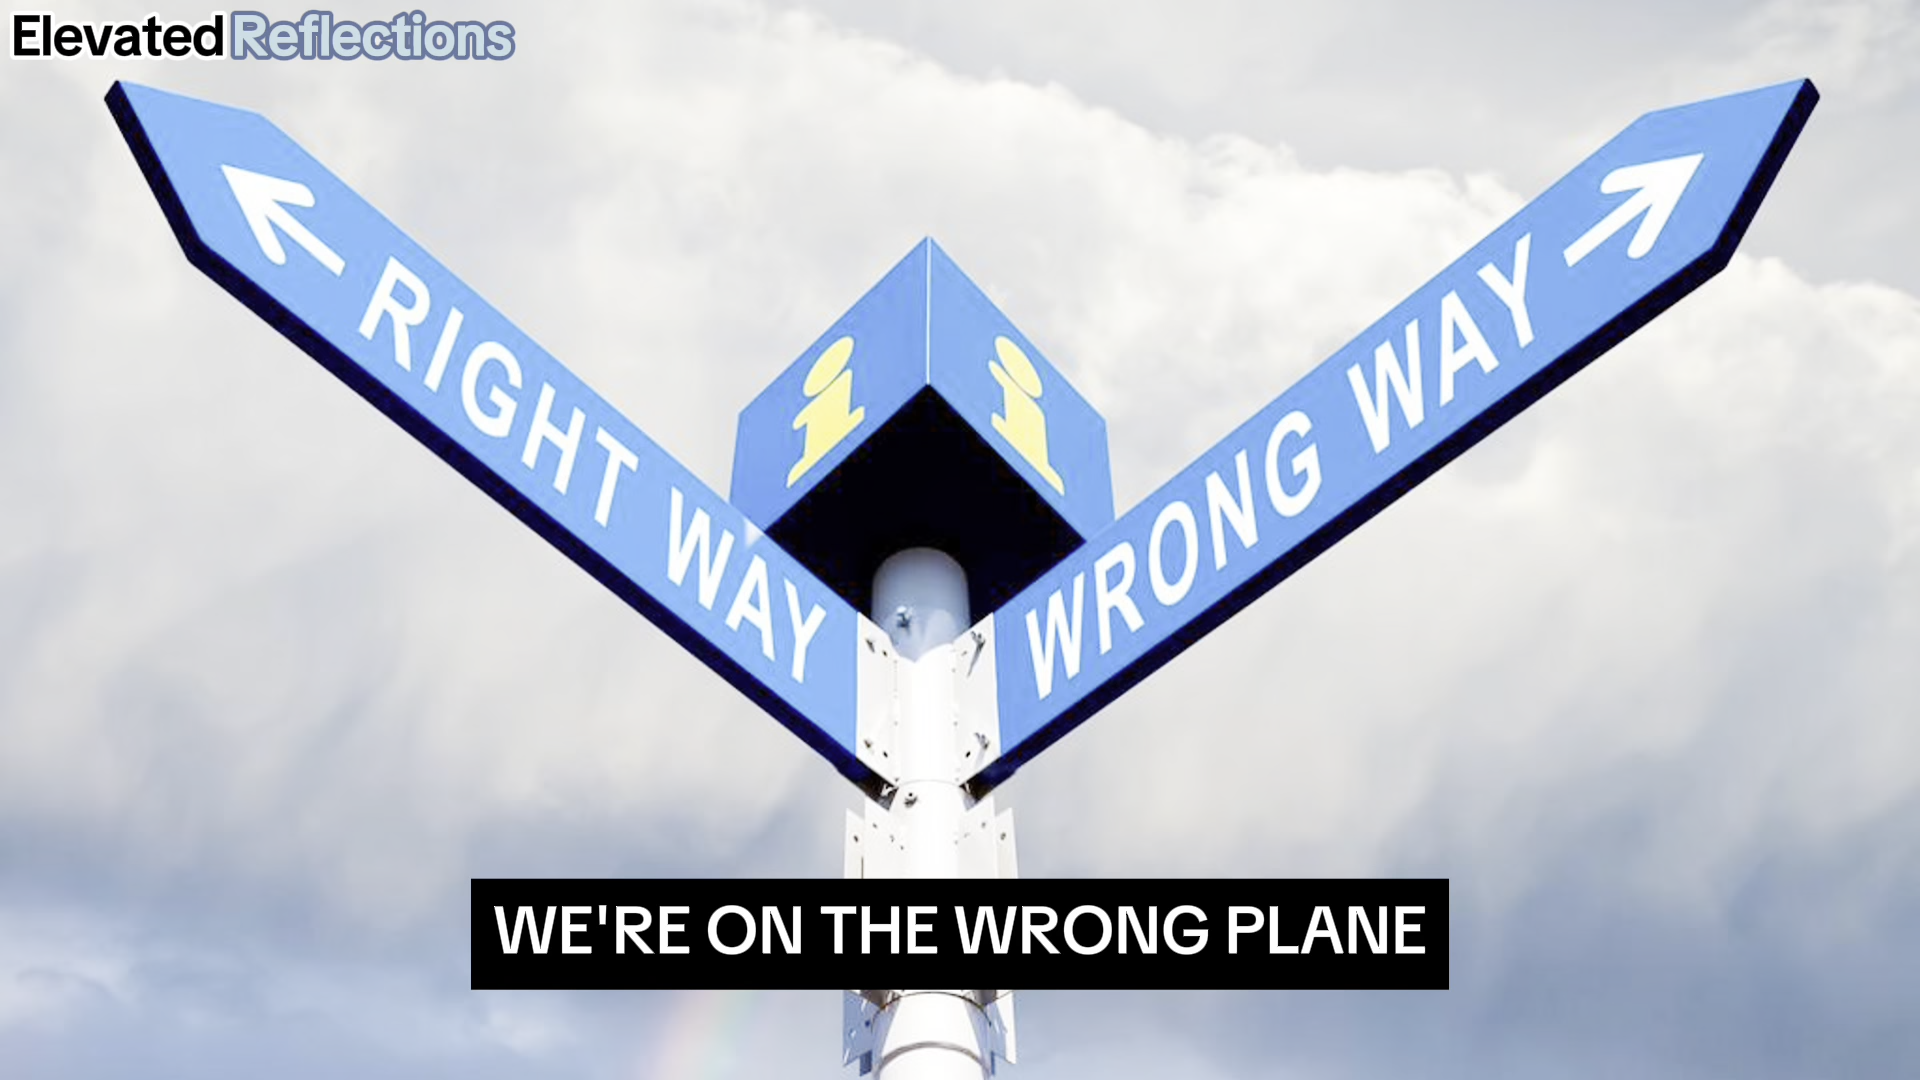 Elevated Reflections
RIGHT WAY
WRONG WAY
i i
WE'RE ON THE WRONG PLANE